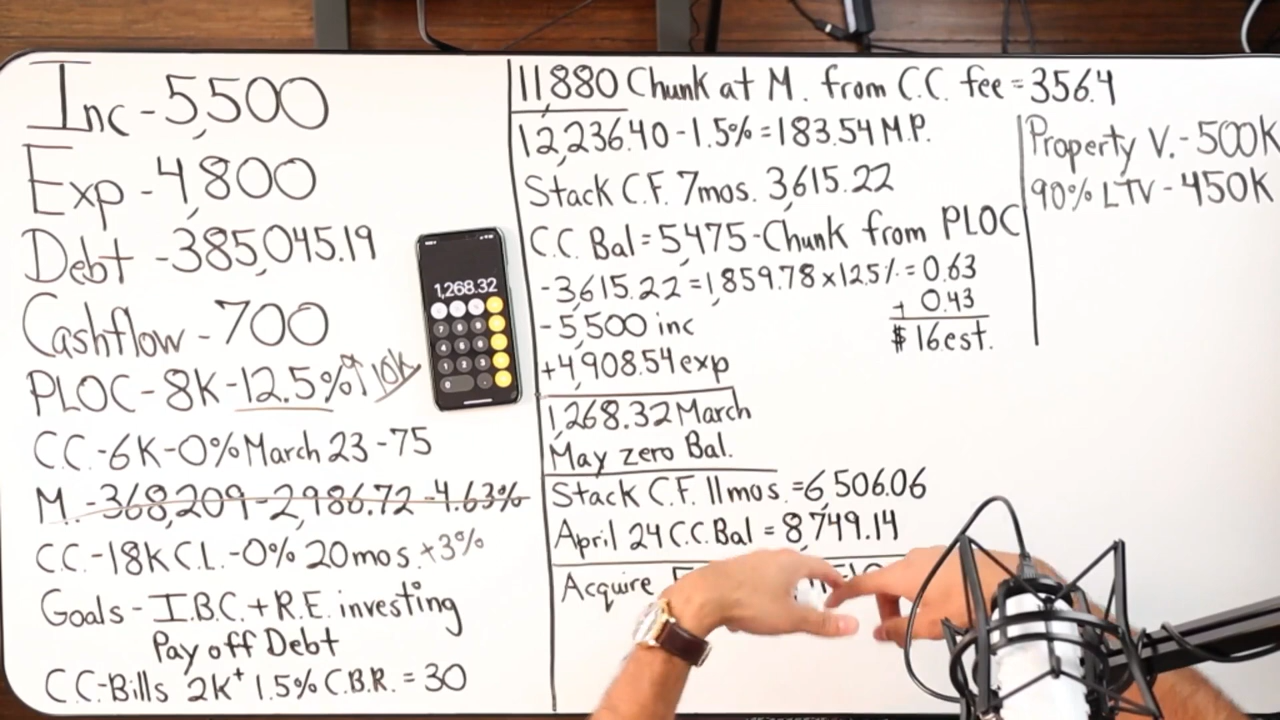 Inc - 5,500
Exp - 4,800
Debt - 385,045.19
Cashflow - 700
PLOC - 8K - 12.5% ↑ 10K
C.C. - 6K - 0% March 23 - 75
M. - 368,209 - 2,986.72 - 4.63%
C.C. - 18K C.L. - 0% 20mos. + 3%
Goals - I.B.C. + R.E. investing
Pay off Debt
C.C. - Bills 2K+ 1.5% C.B.R. = 30
1,268.32
11,880 Chunk at M. from C.C. fee = 356.4
12,236.40 - 1.5% = 183.54 M.P.
Stack C.F. 7mos. 3,615.22
C.C. Bal = 5,475 - Chunk from PLOC
- 3,615.22 = 1,859.78 x 12.5% = 0.63
+ 0.43
$16 est.
- 5,500 inc
+ 4,908.54 exp
1,268.32 March
May zero Bal.
Stack C.F. 11mos. = 6,506.06
April 24 C.C. Bal = 8,749.14
Acquire
Property V. - 500K
90% LTV - 450K